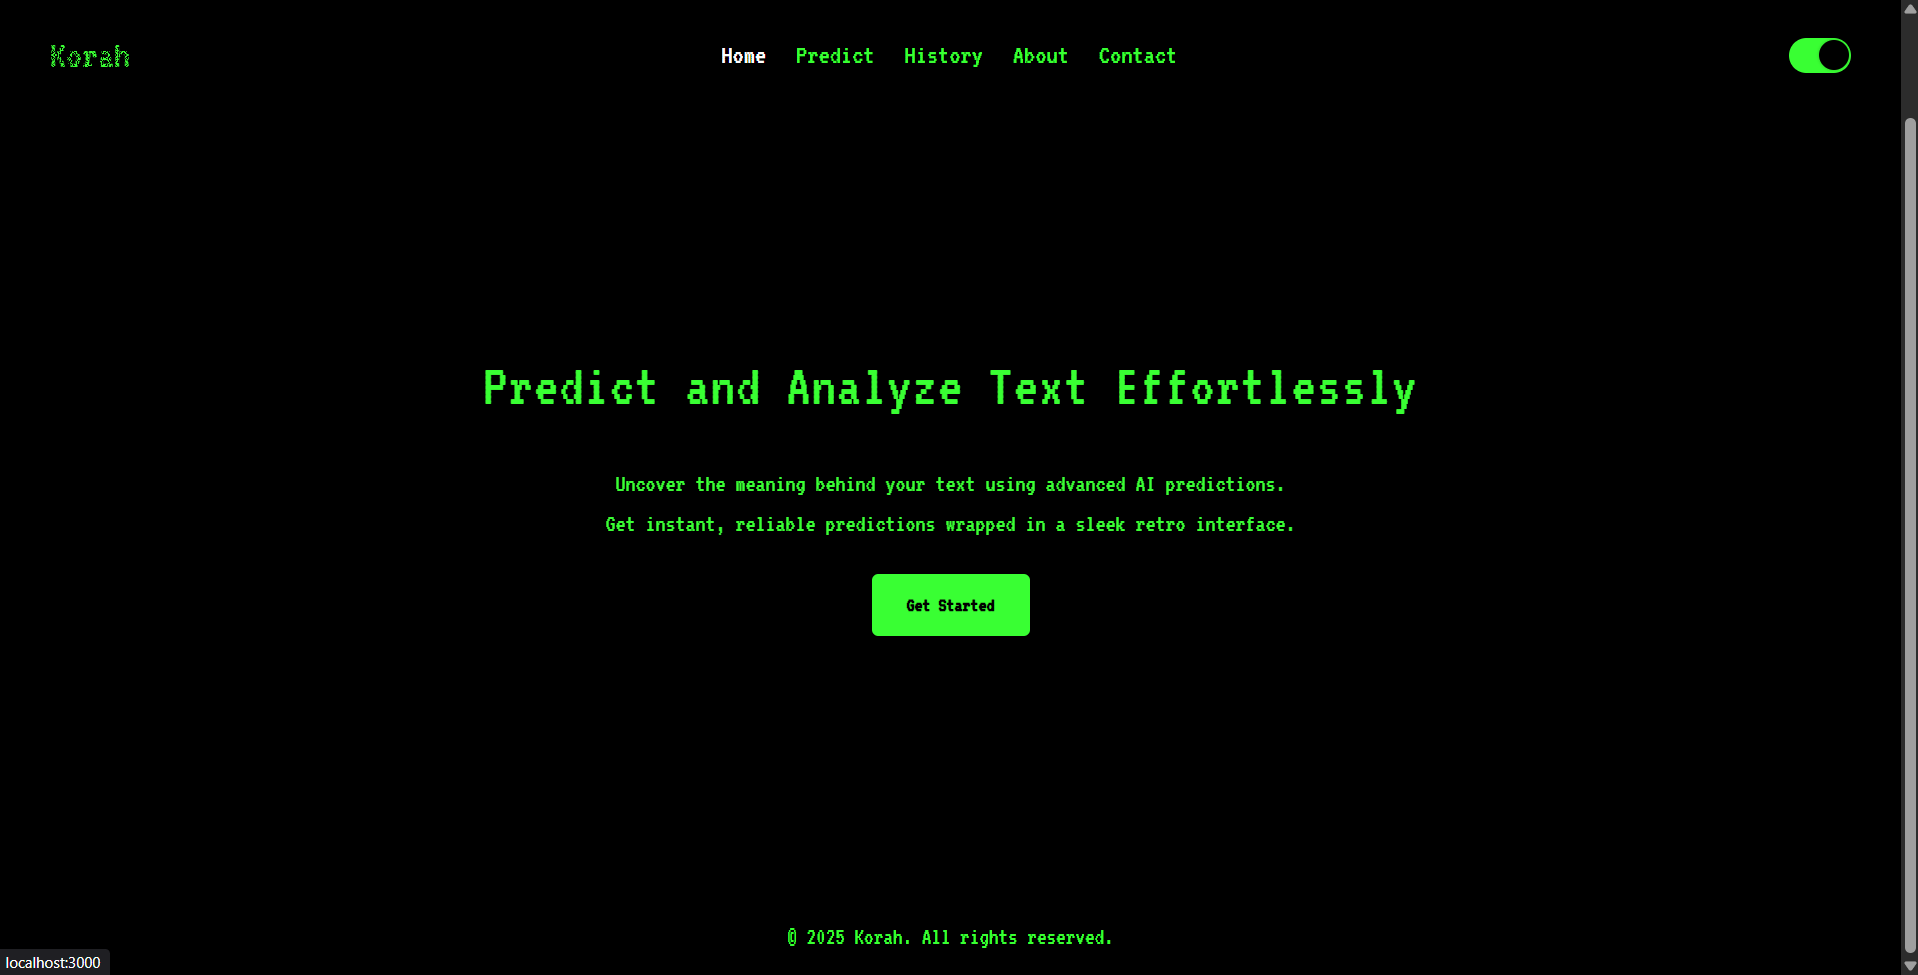 Korah
Home Predict History About Contact
Predict and Analyze Text Effortlessly
Uncover the meaning behind your text using advanced AI predictions.
Get instant, reliable predictions wrapped in a sleek retro interface.
Get Started
@ 2025 Korah. All rights reserved.
localhost:3000